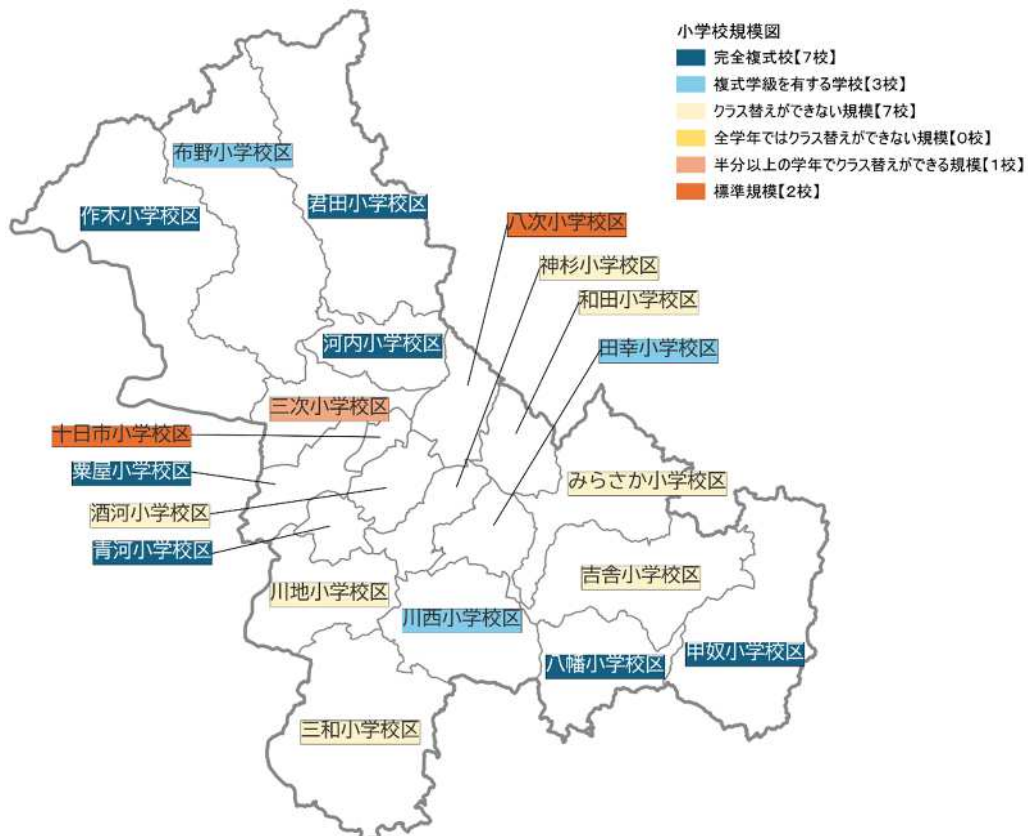 小学校規模図
完全複式校【7校】
複式学級を有する学校【3校】
クラス替えができない規模【7校】
全学年ではクラス替えができない規模【0校】
半分以上の学年でクラス替えができる規模【1校】
標準規模【2校】
布野小学校区
君田小学校区
作木小学校区
八次小学校区
神杉小学校区
和田小学校区
河内小学校区
田幸小学校区
三次小学校区
十日市小学校区
粟屋小学校区
みらさか小学校区
酒河小学校区
青河小学校区
吉舎小学校区
川地小学校区
川西小学校区
八幡小学校区
甲奴小学校区
三和小学校区